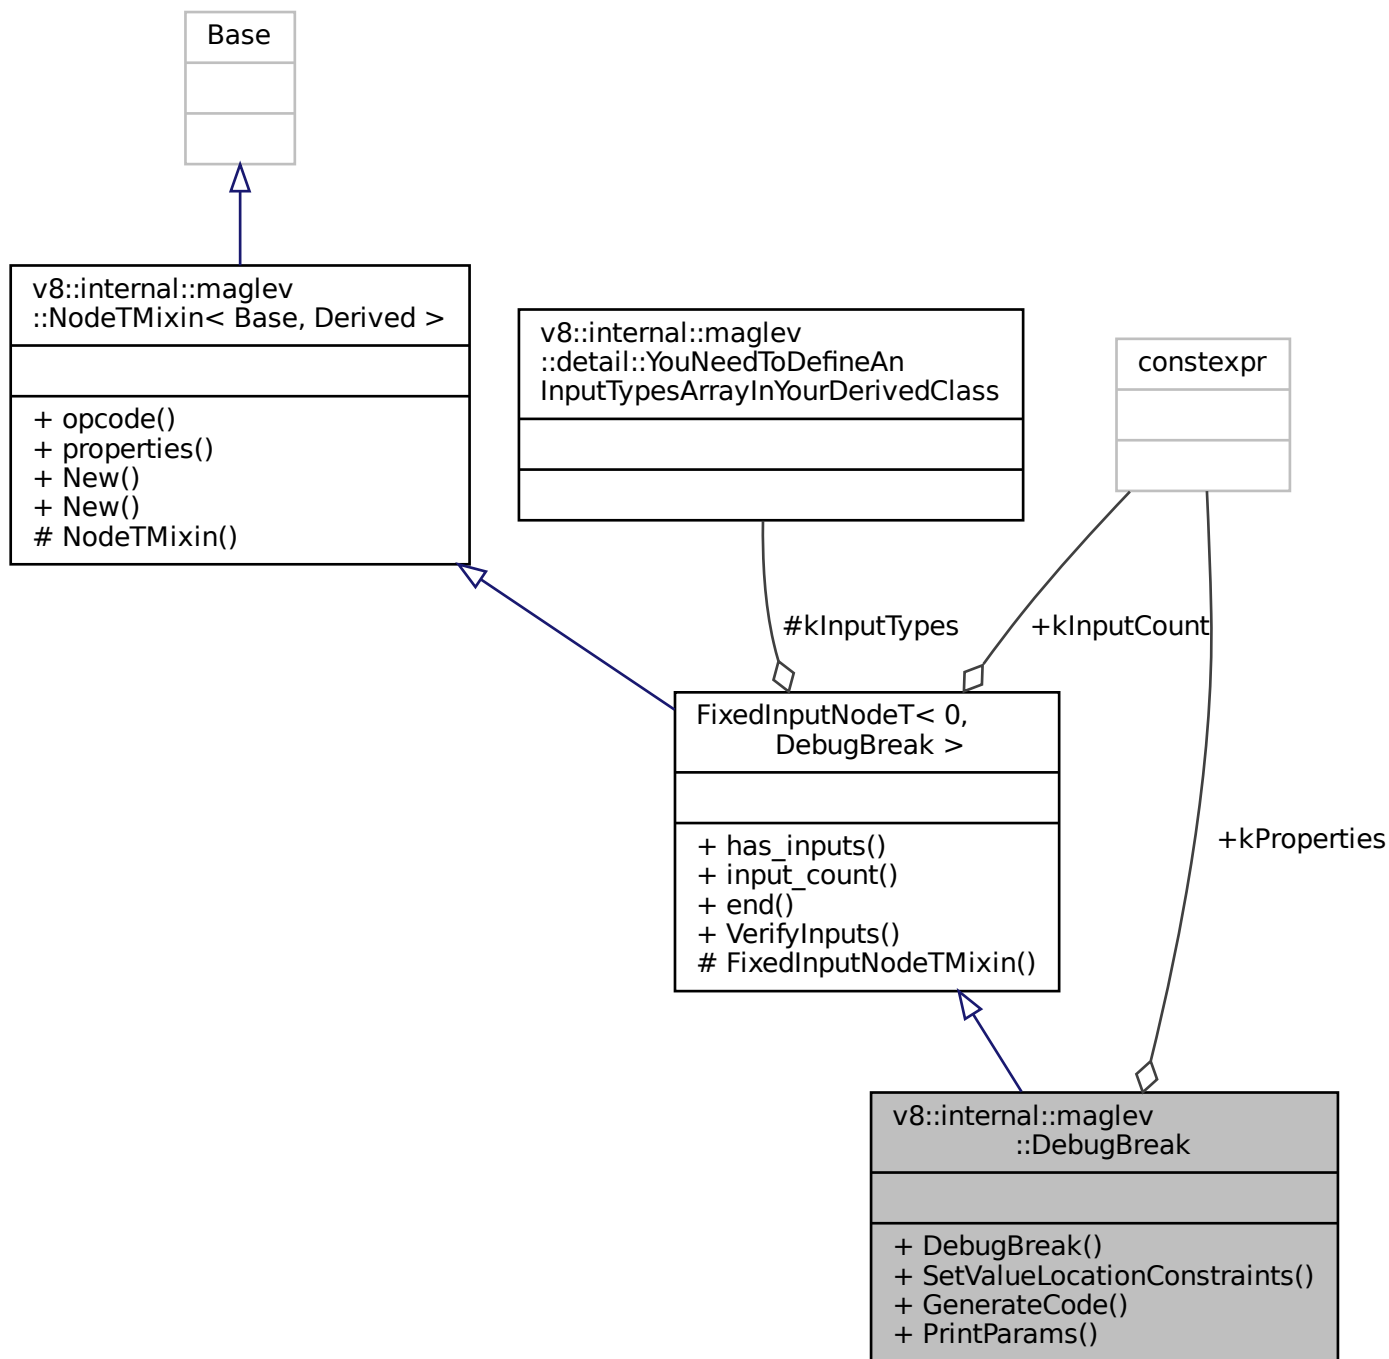 Base
v8::internal::maglev
::NodeTMixin< Base, Derived >
+ opcode()
+ properties()
+ New()
+ New()
# NodeTMixin()
v8::internal::maglev
::detail::YouNeedToDefineAn
InputTypesArrayInYourDerivedClass
constexpr
#kInputTypes
+kInputCount
FixedInputNodeT< 0,
DebugBreak >
+ has_inputs()
+ input_count()
+ end()
+ VerifyInputs()
# FixedInputNodeTMixin()
+kProperties
v8::internal::maglev
::DebugBreak
+ DebugBreak()
+ SetValueLocationConstraints()
+ GenerateCode()
+ PrintParams()